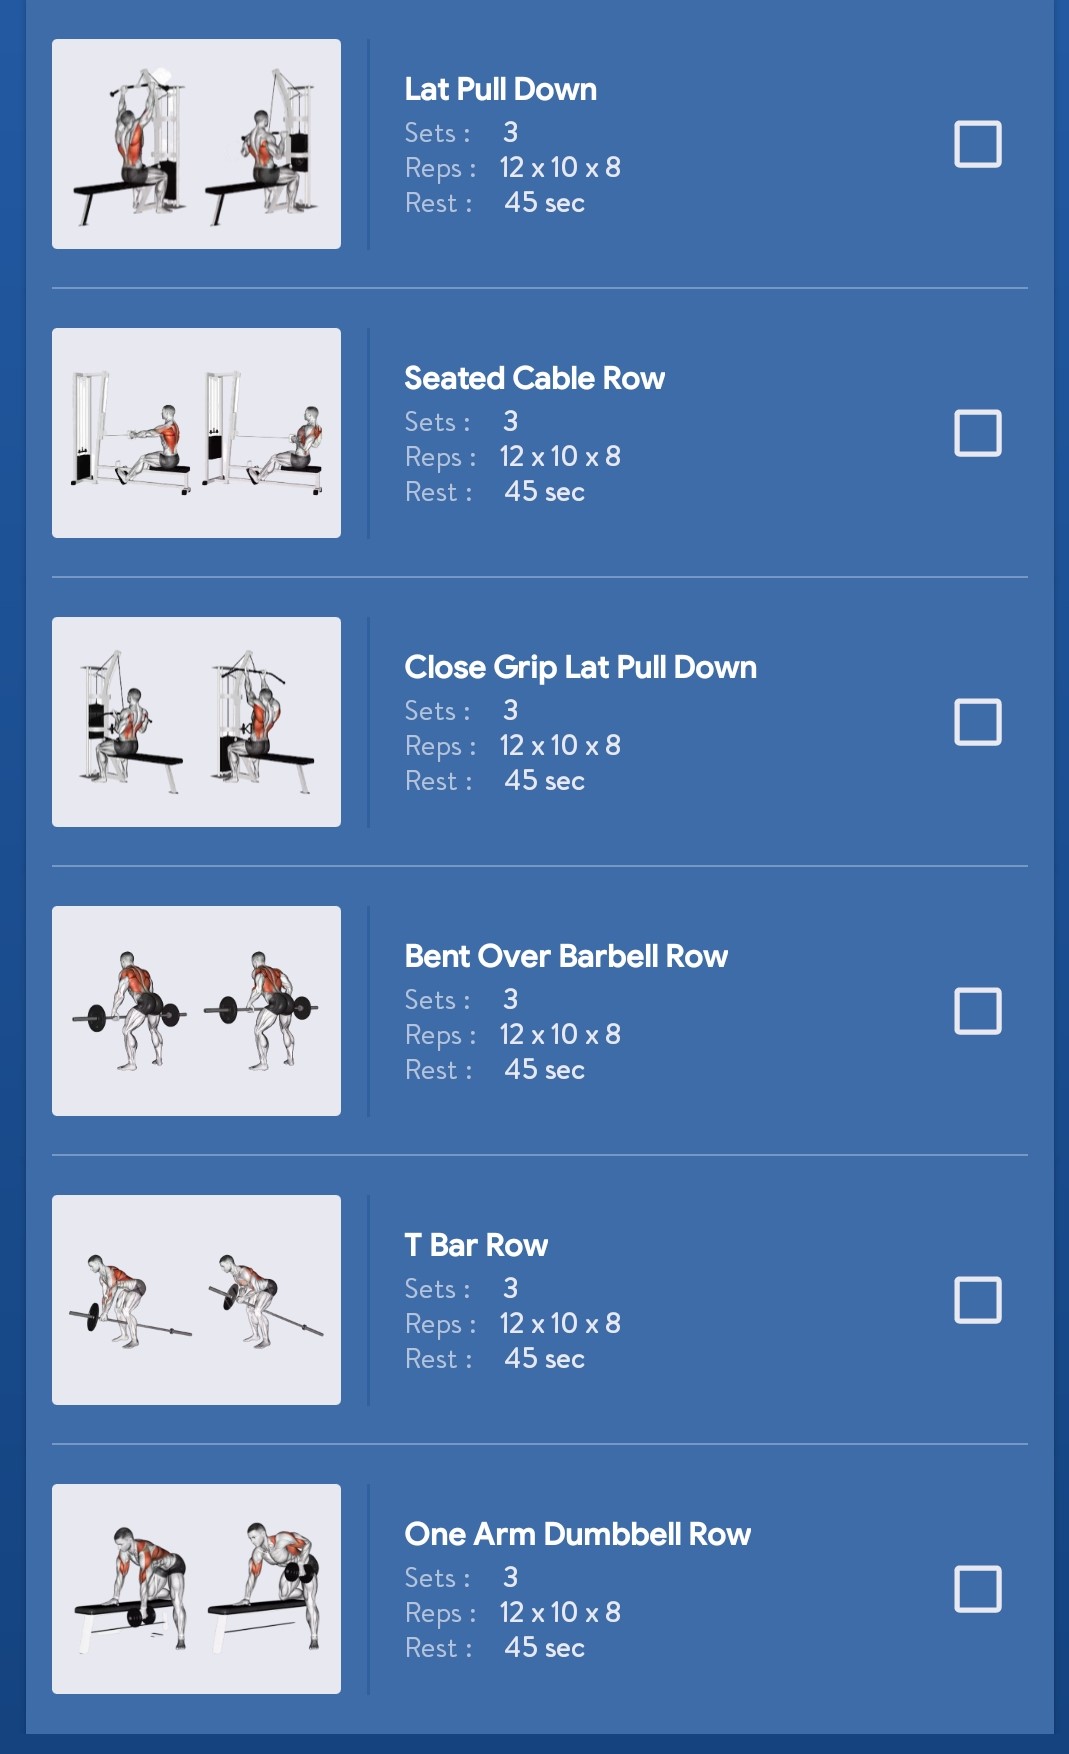 Lat Pull Down
Sets : 3
Reps : 12 x 10 x 8
Rest : 45 sec
Seated Cable Row
Sets : 3
Reps : 12 x 10 x 8
Rest : 45 sec
Close Grip Lat Pull Down
Sets : 3
Reps : 12 x 10 x 8
Rest : 45 sec
Bent Over Barbell Row
Sets : 3
Reps : 12 x 10 x 8
Rest : 45 sec
T Bar Row
Sets : 3
Reps : 12 x 10 x 8
Rest : 45 sec
One Arm Dumbbell Row
Sets : 3
Reps : 12 x 10 x 8
Rest : 45 sec